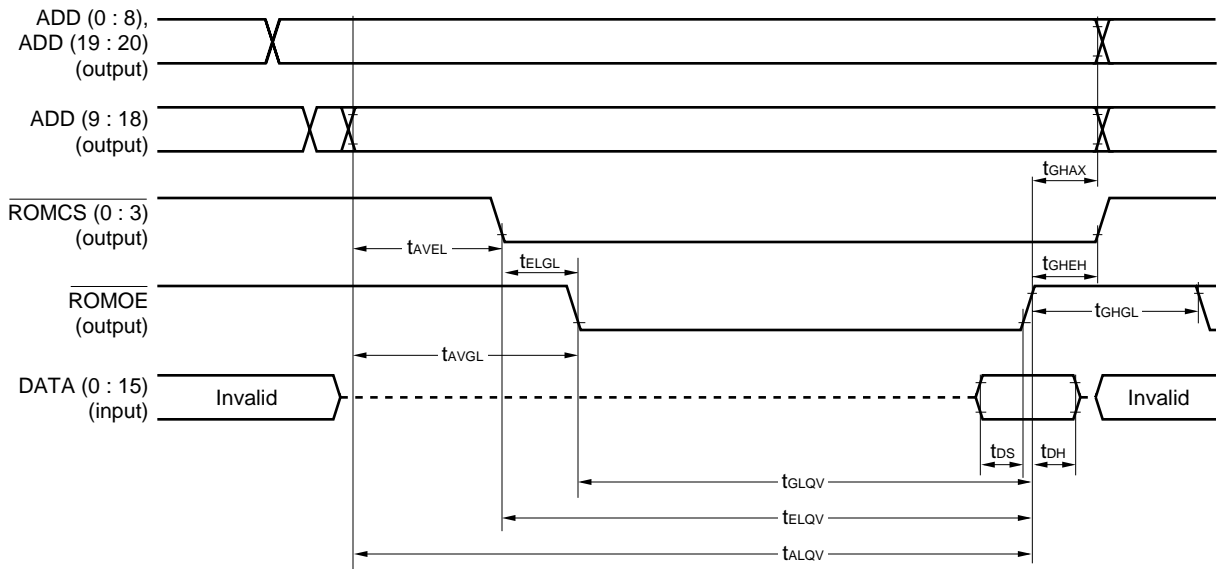 ADD (0 : 8),
ADD (19 : 20)
(output)
ADD (9 : 18)
(output)
tGHAX
ROMCS (0 : 3)
(output)
tAVEL
tELGL
tGHEH
ROMOE
(output)
tGHGL
tAVGL
DATA (0 : 15)
(input)
Invalid
Invalid
tDS
tDH
tGLQV
tELQV
tALQV